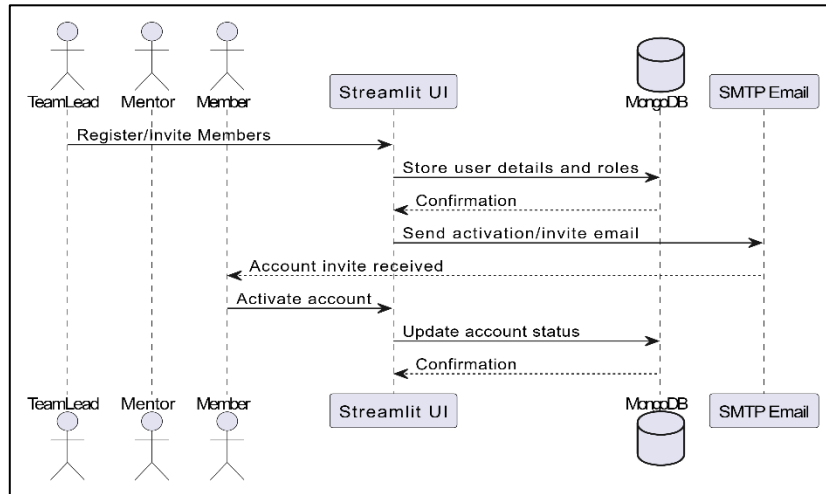 TeamLead
Mentor
Member
Streamlit UI
MongoDB
SMTP Email
Register/Invite Members
Store user details and roles
Confirmation
Send activation/invite email
Account invite received
Activate account
Update account status
Confirmation
TeamLead
Mentor
Member
Streamlit UI
MongoDB
SMTP Email